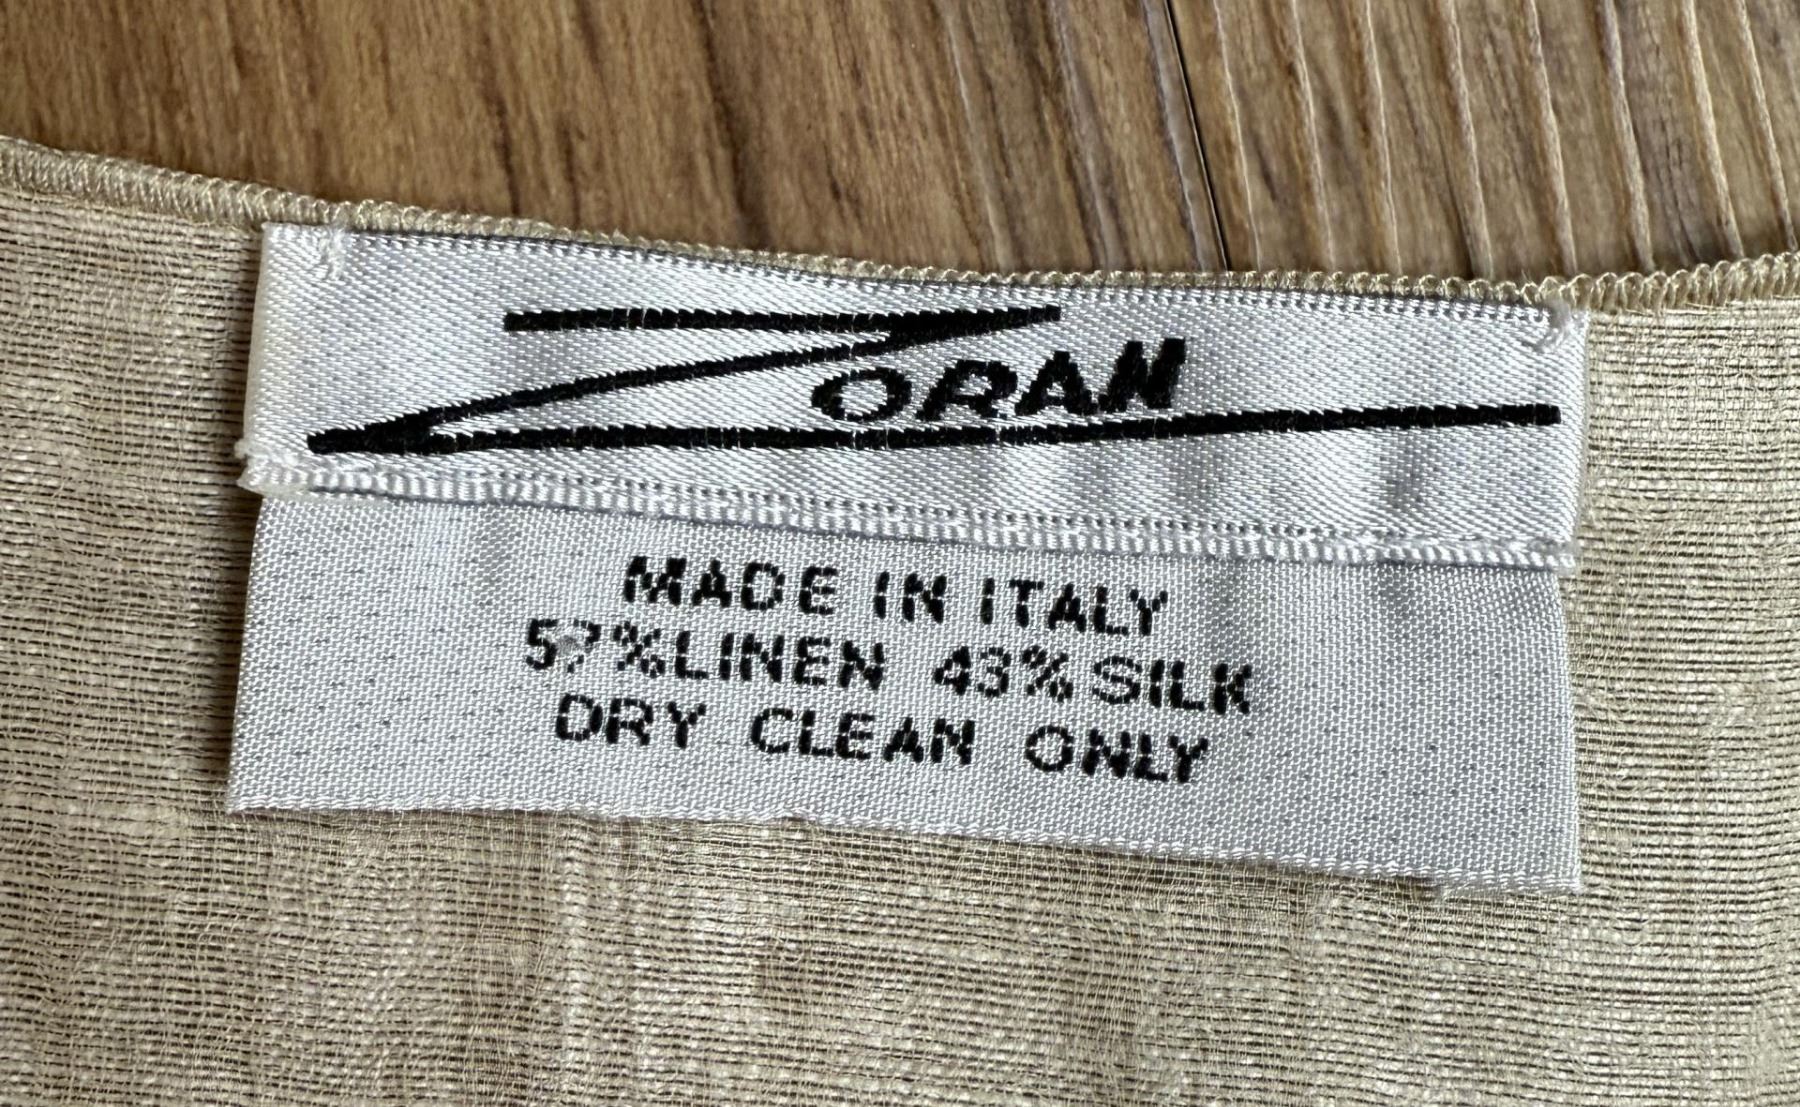 ZORAN
MADE IN ITALY
57% LINEN 43% SILK
DRY CLEAN ONLY